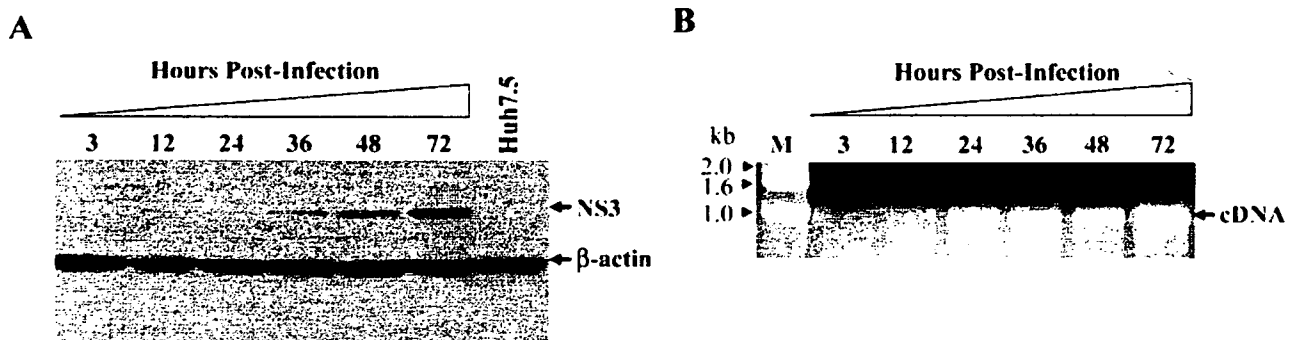 A
Hours Post-Infection
3 12 24 36 48 72 Huh7.5
NS3
β-actin
B
Hours Post-Infection
kb M 3 12 24 36 48 72
2.0
1.6
1.0
cDNA